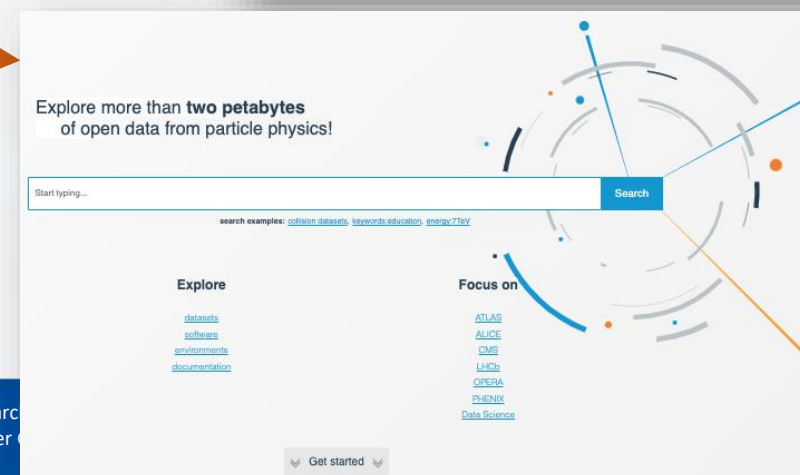 Explore more than two petabytes
of open data from particle physics!
Start typing...
Search
search examples: collision datasets, keywords:education, energy:7TeV
Explore
datasets
software
environments
documentation
Focus on
ATLAS
ALICE
CMS
LHCb
OPERA
PHENIX
Data Science
Get started